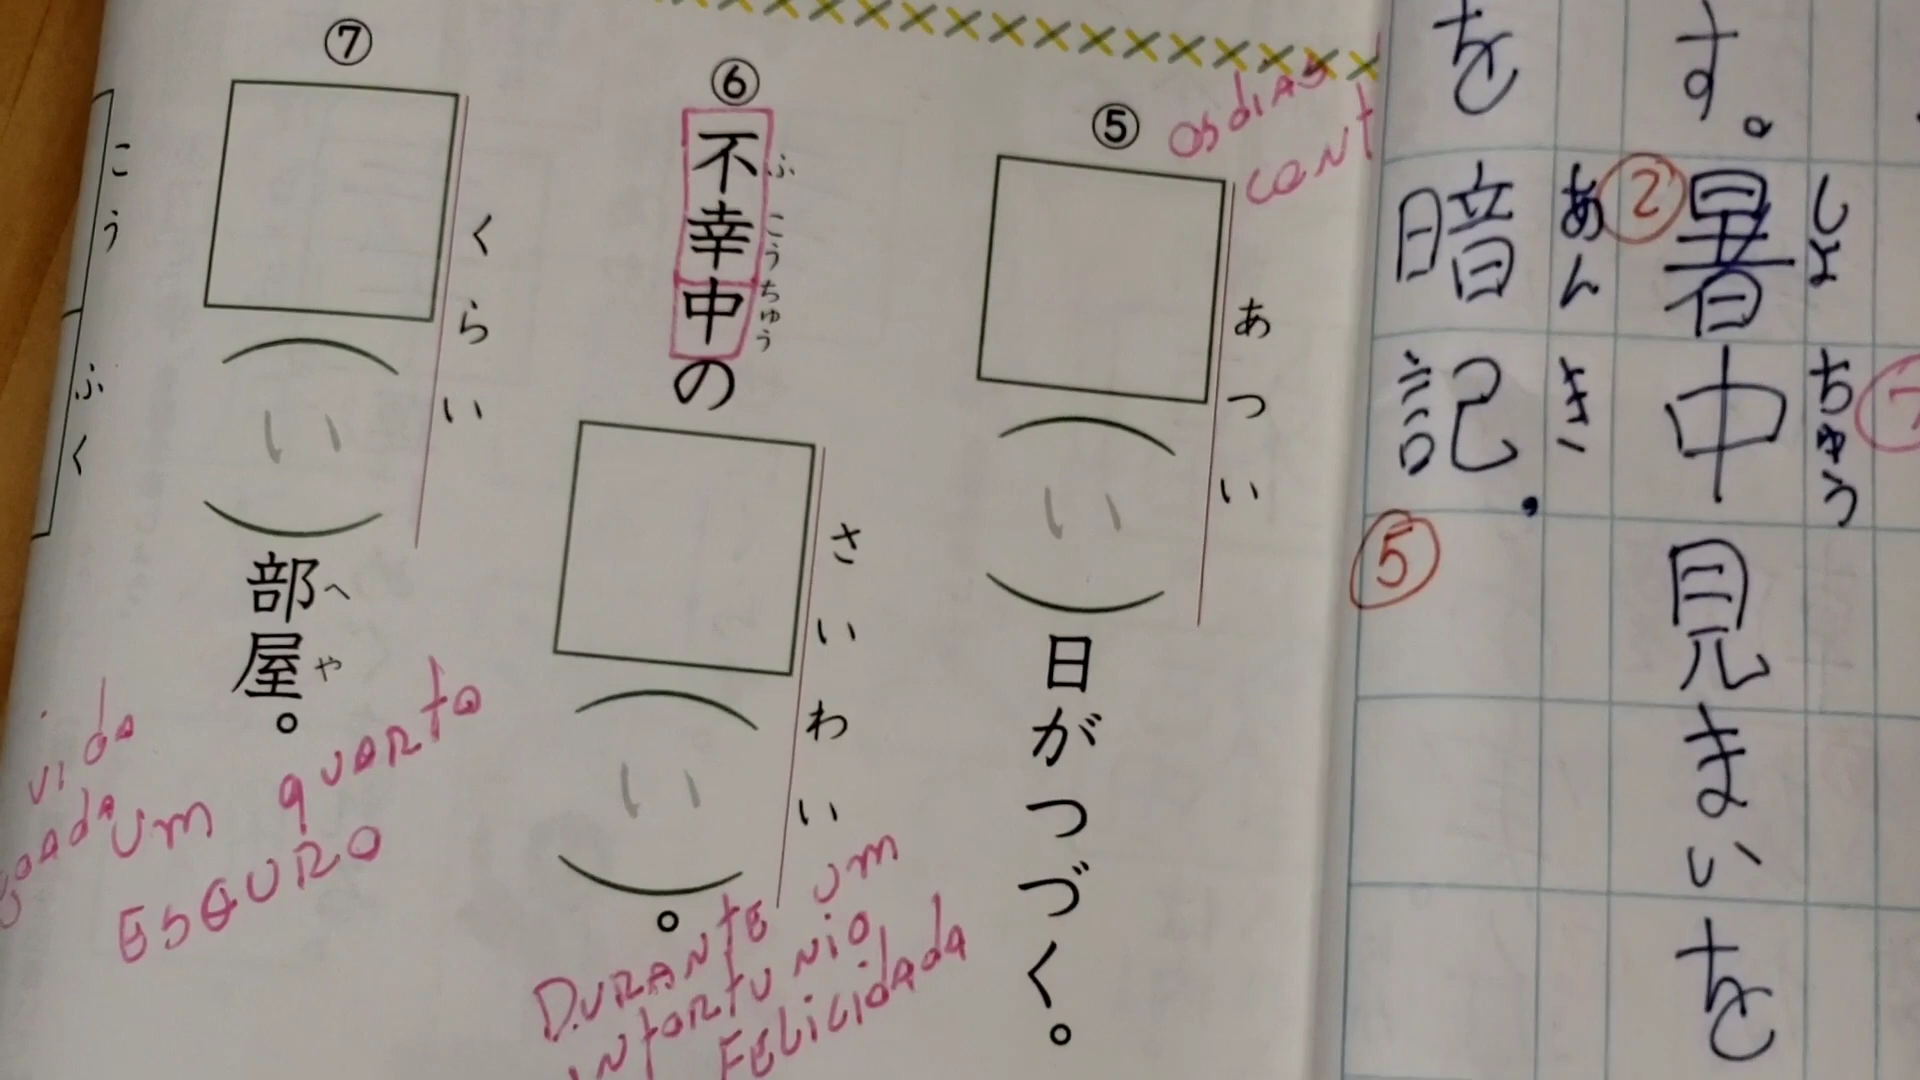 す。
②
暑中見まいを
しょちゅう
を
暗記.
あんき
⑤
⑤
あつい
い
日がつづく。
os dias
cont
⑥
不幸中の
ふこうちゅう
さいわい
い
。
DURANTE um
INFORTUNIO
FELICIDADA
⑦
くらい
い
部屋。
へや
um quarto
ESQURO
vida
こう
ふく